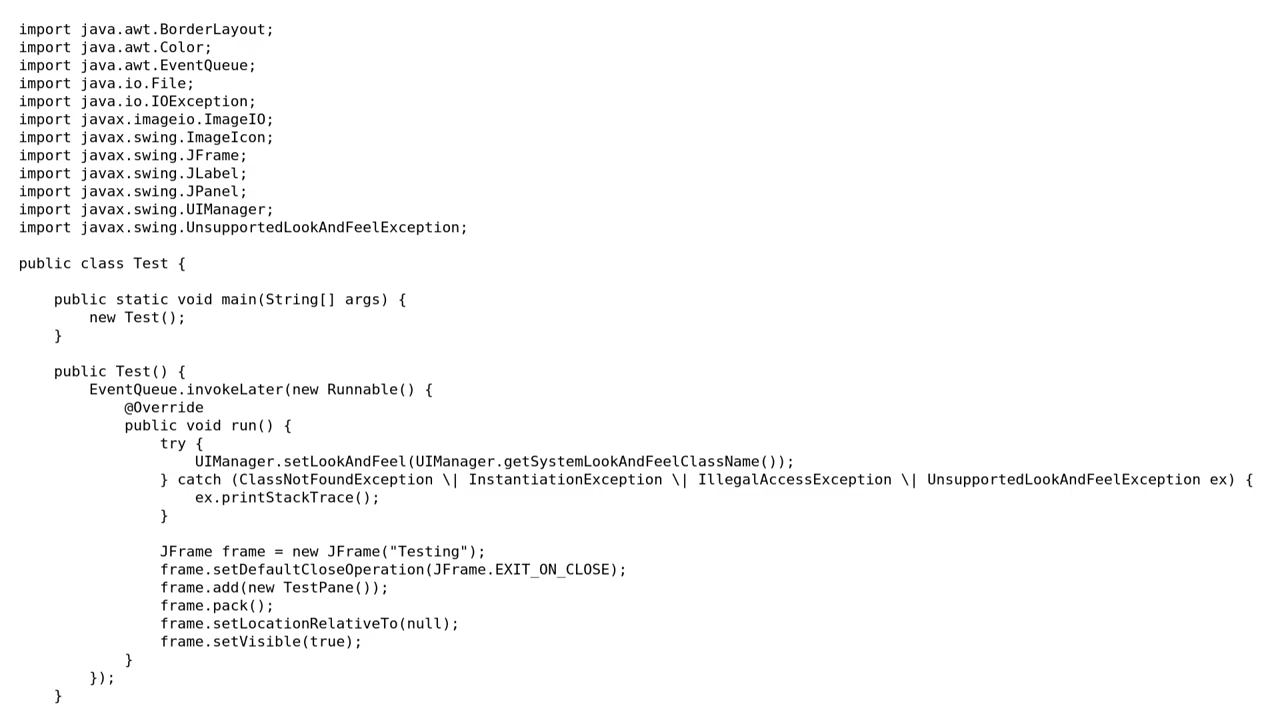 import java.awt.BorderLayout;
import java.awt.Color;
import java.awt.EventQueue;
import java.io.File;
import java.io.IOException;
import javax.imageio.ImageIO;
import javax.swing.ImageIcon;
import javax.swing.JFrame;
import javax.swing.JLabel;
import javax.swing.JPanel;
import javax.swing.UIManager;
import javax.swing.UnsupportedLookAndFeelException;

public class Test {

    public static void main(String[] args) {
        new Test();
    }

    public Test() {
        EventQueue.invokeLater(new Runnable() {
            @Override
            public void run() {
                try {
                    UIManager.setLookAndFeel(UIManager.getSystemLookAndFeelClassName());
                } catch (ClassNotFoundException \| InstantiationException \| IllegalAccessException \| UnsupportedLookAndFeelException ex) {
                    ex.printStackTrace();
                }

                JFrame frame = new JFrame("Testing");
                frame.setDefaultCloseOperation(JFrame.EXIT_ON_CLOSE);
                frame.add(new TestPane());
                frame.pack();
                frame.setLocationRelativeTo(null);
                frame.setVisible(true);
            }
        });
    }